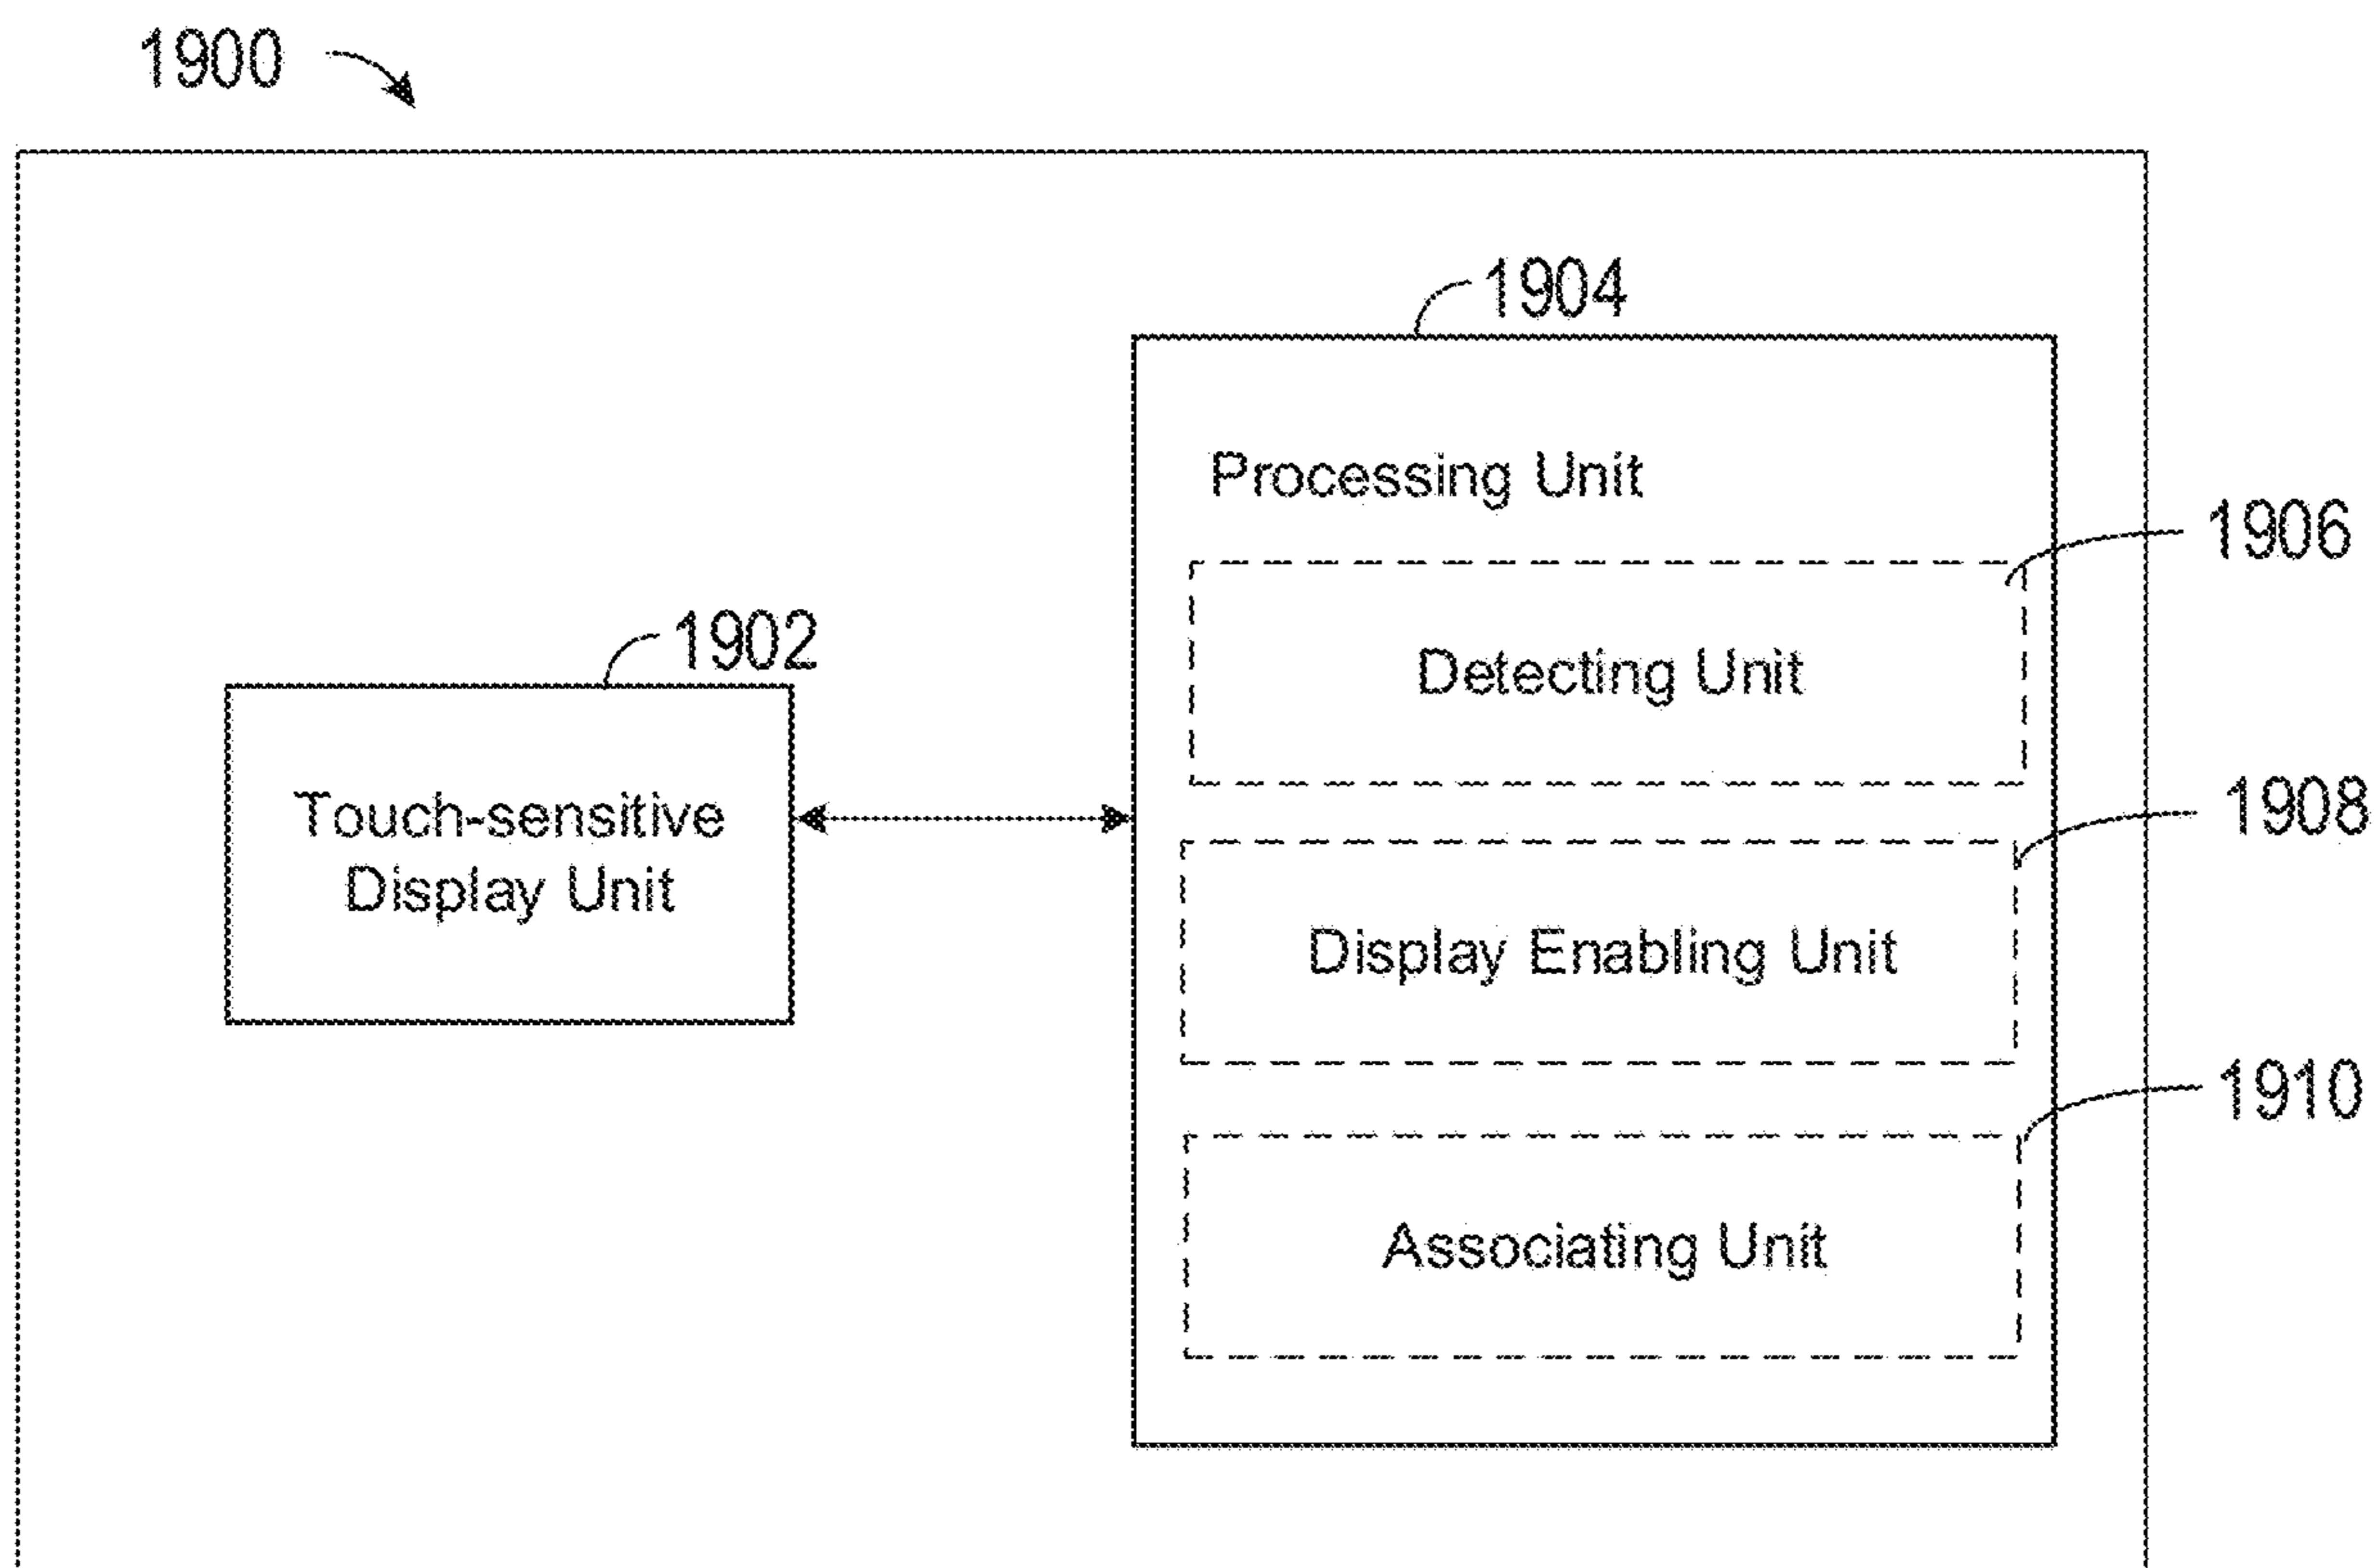 1900
1904
Processing Unit
1906
Detecting Unit
1902
Touch-sensitive
Display Unit
1908
Display Enabling Unit
1910
Associating Unit